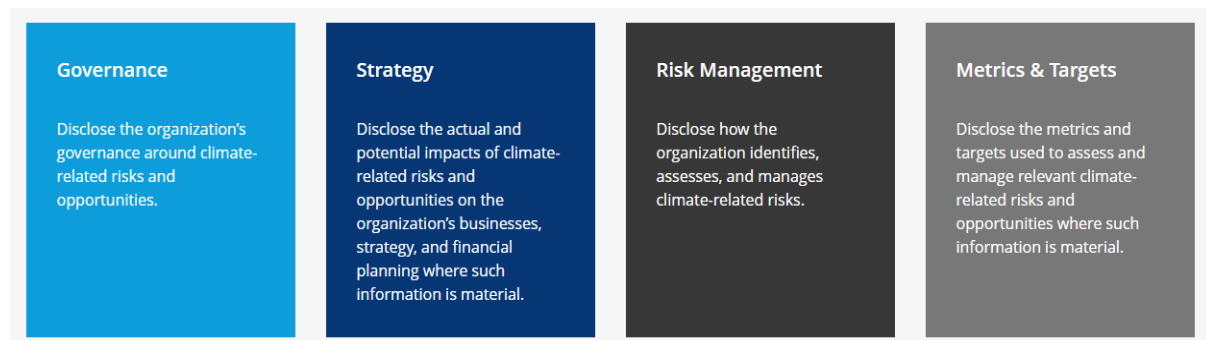 Governance
Disclose the organization's
governance around climate-
related risks and
opportunities.
Strategy
Disclose the actual and
potential impacts of climate-
related risks and
opportunities on the
organization's businesses,
strategy, and financial
planning where such
information is material.
Risk Management
Disclose how the
organization identifies,
assesses, and manages
climate-related risks.
Metrics & Targets
Disclose the metrics and
targets used to assess and
manage relevant climate-
related risks and
opportunities where such
information is material.